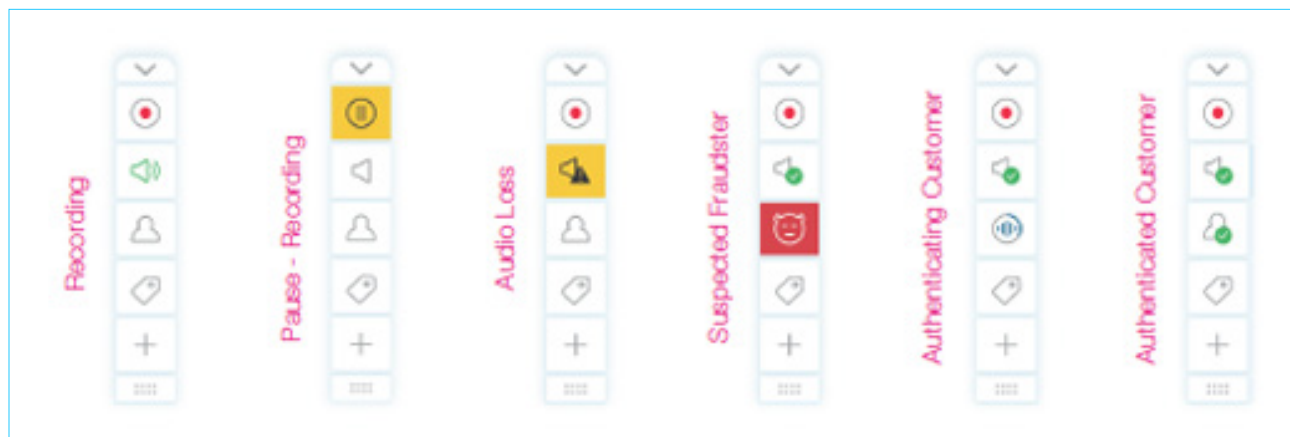 Recording
Pause - Recording
Audio Loss
Suspected Fraudster
Authenticating Customer
Authenticated Customer